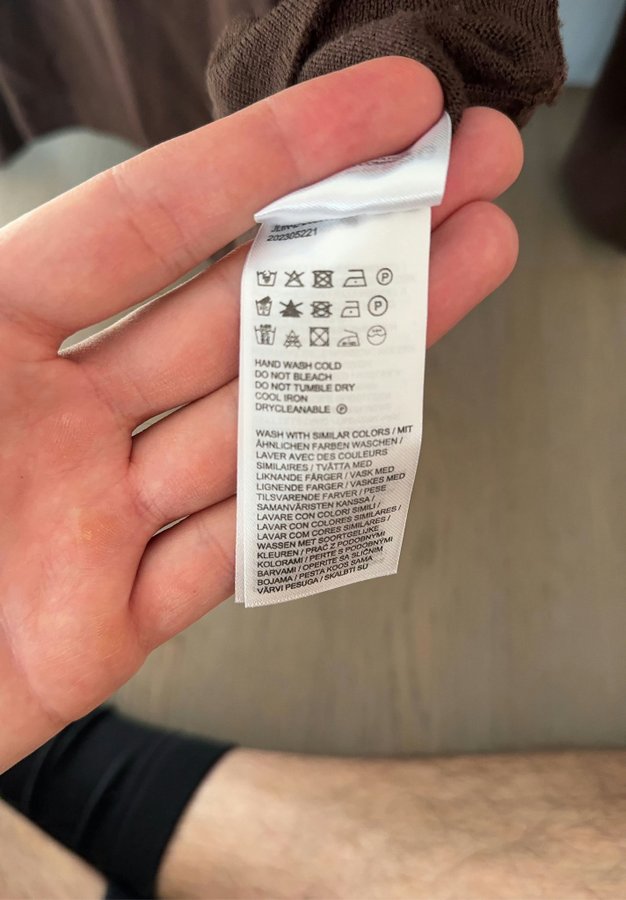 202305221
P
P
HAND WASH COLD
DO NOT BLEACH
DO NOT TUMBLE DRY
COOL IRON
DRYCLEANABLE Ⓟ
WASH WITH SIMILAR COLORS / MIT
ÄHNLICHEN FARBEN WASCHEN /
LAVER AVEC DES COULEURS
SIMILAIRES / TVÄTTA MED
LIKNANDE FÄRGER / VASK MED
LIGNENDE FARGER / VASKES MED
TILSVARENDE FARVER / PESE
SAMANVÄRISTEN KANSSA /
LAVARE CON COLORI SIMILI /
LAVAR CON COLORES SIMILARES /
LAVAR COM CORES SIMILARES /
WASSEN MET SOORTGELIJKE
KLEUREN / PRAĆ Z PODOBNYMI
KOLORAMI / PERTE S PODOBNÝMI
BARVAMI / OPERITE SA SLIČNIM
BOJAMA / PESTA KOOS SAMA
VÄRVI PESUGA / SKALBTI SU